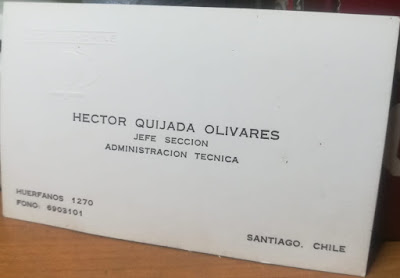 HECTOR QUIJADA OLIVARES
JEFE SECCION
ADMINISTRACION TECNICA
HUERFANOS 1270
FONO: 6903101
SANTIAGO, CHILE